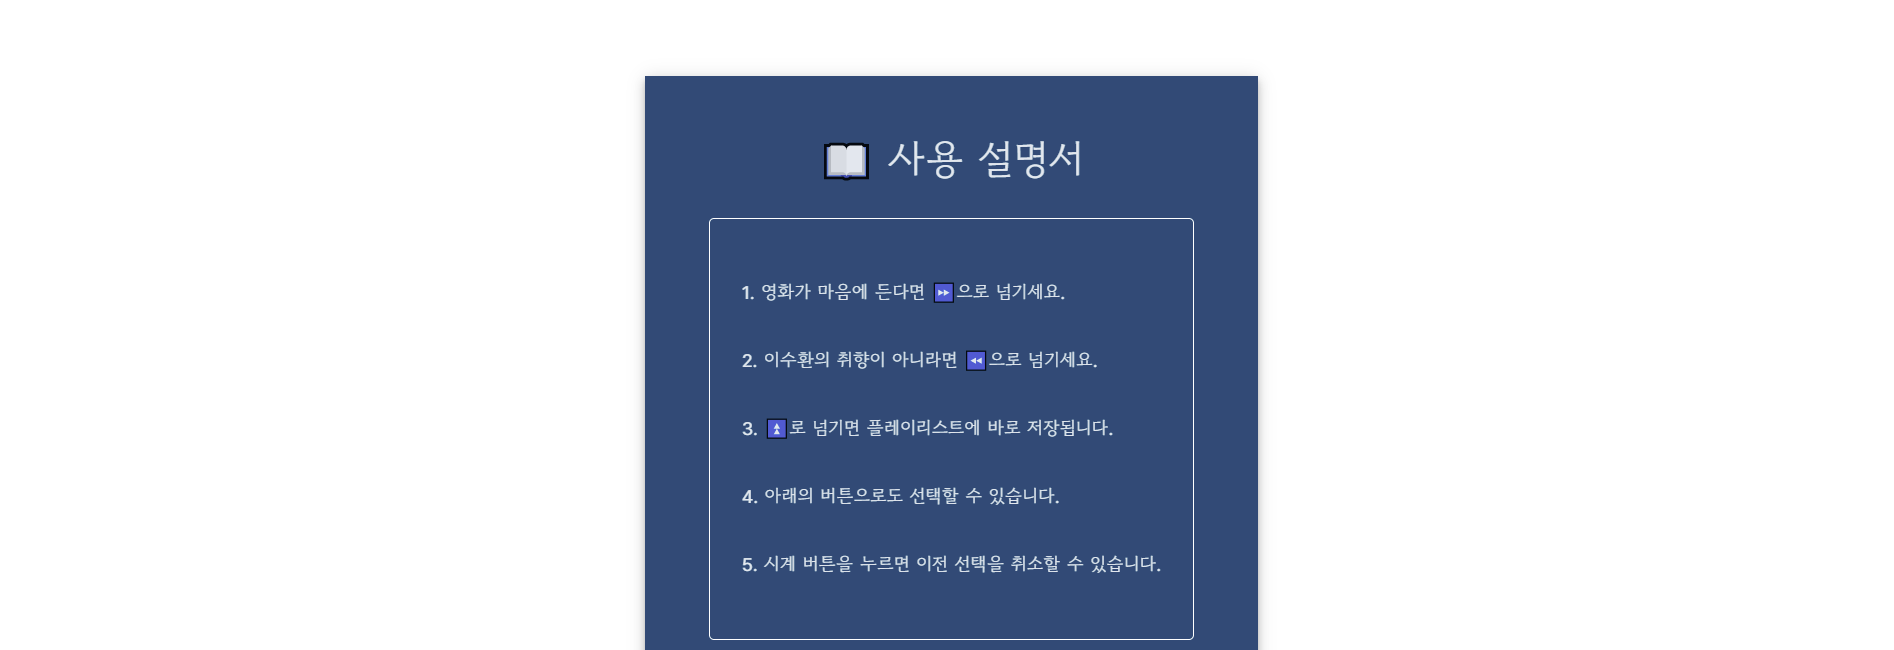 📖 사용 설명서
1. 영화가 마음에 든다면 ⏩으로 넘기세요.
2. 이수환의 취향이 아니라면 ⏪으로 넘기세요.
3. ⏫로 넘기면 플레이리스트에 바로 저장됩니다.
4. 아래의 버튼으로도 선택할 수 있습니다.
5. 시계 버튼을 누르면 이전 선택을 취소할 수 있습니다.